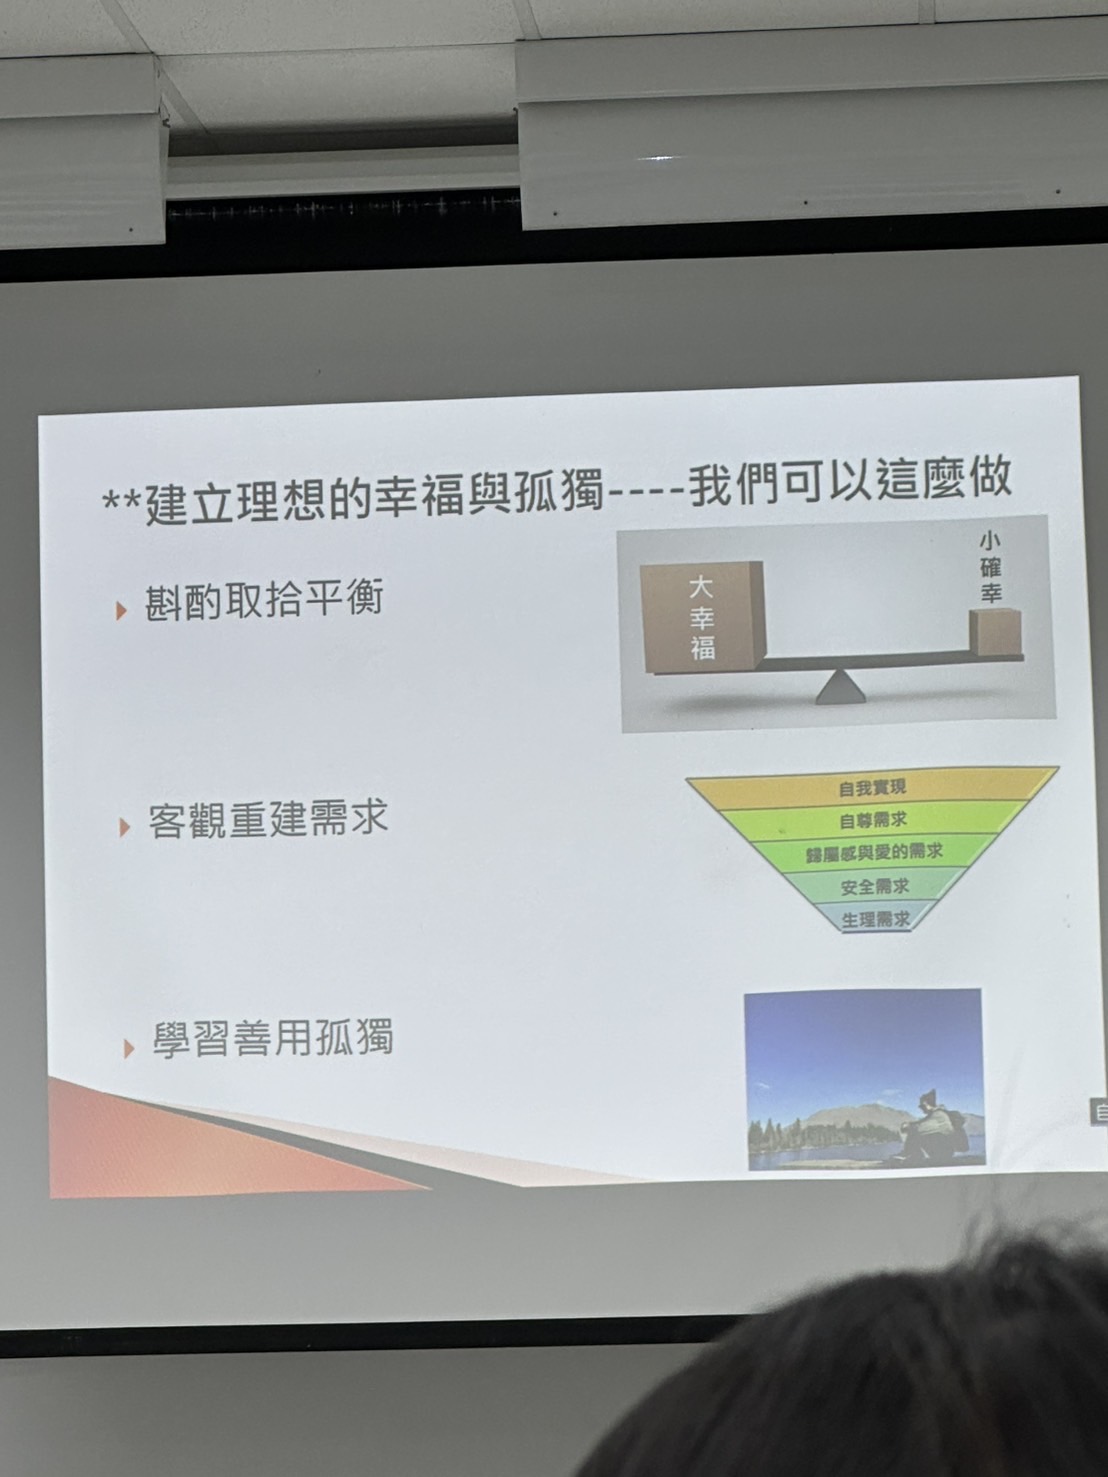 **建立理想的幸福與孤獨----我們可以這麼做
斟酌取拾平衡
大幸福
小確幸
客觀重建需求
自我實現
自尊需求
歸屬感與愛的需求
安全需求
生理需求
學習善用孤獨